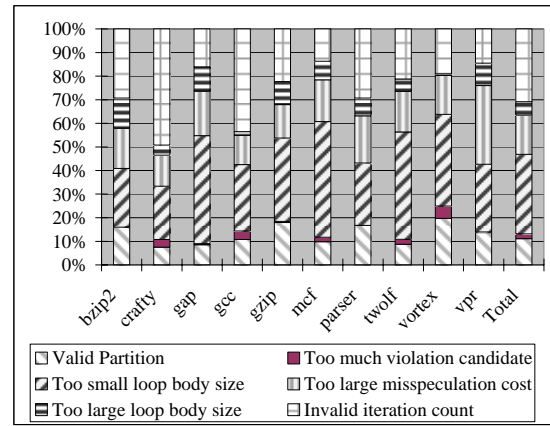 100%
90%
80%
70%
60%
50%
40%
30%
20%
10%
0%
bzip2 crafty gap gcc gzip mcf parser twolf vortex vpr Total
Valid Partition Too much violation candidate
Too small loop body size Too large misspeculation cost
Too large loop body size Invalid iteration count